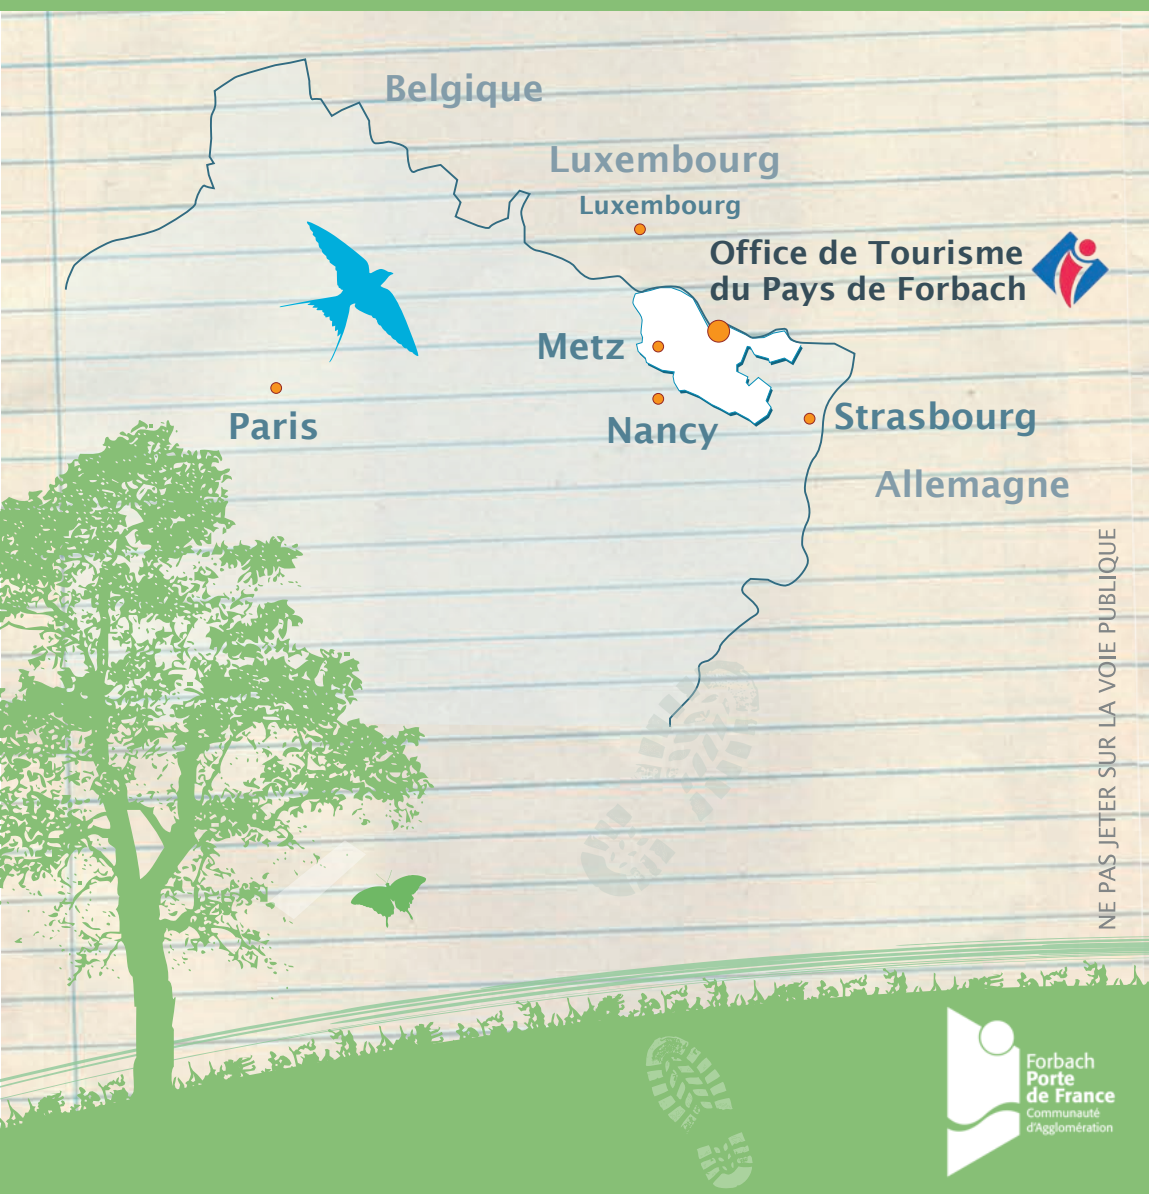 Belgique
Luxembourg
Luxembourg
Office de Tourisme
du Pays de Forbach
Metz
Paris
Nancy
Strasbourg
Allemagne
NE PAS JETER SUR LA VOIE PUBLIQUE
Forbach
Porte
de France
Communauté
d'Agglomération